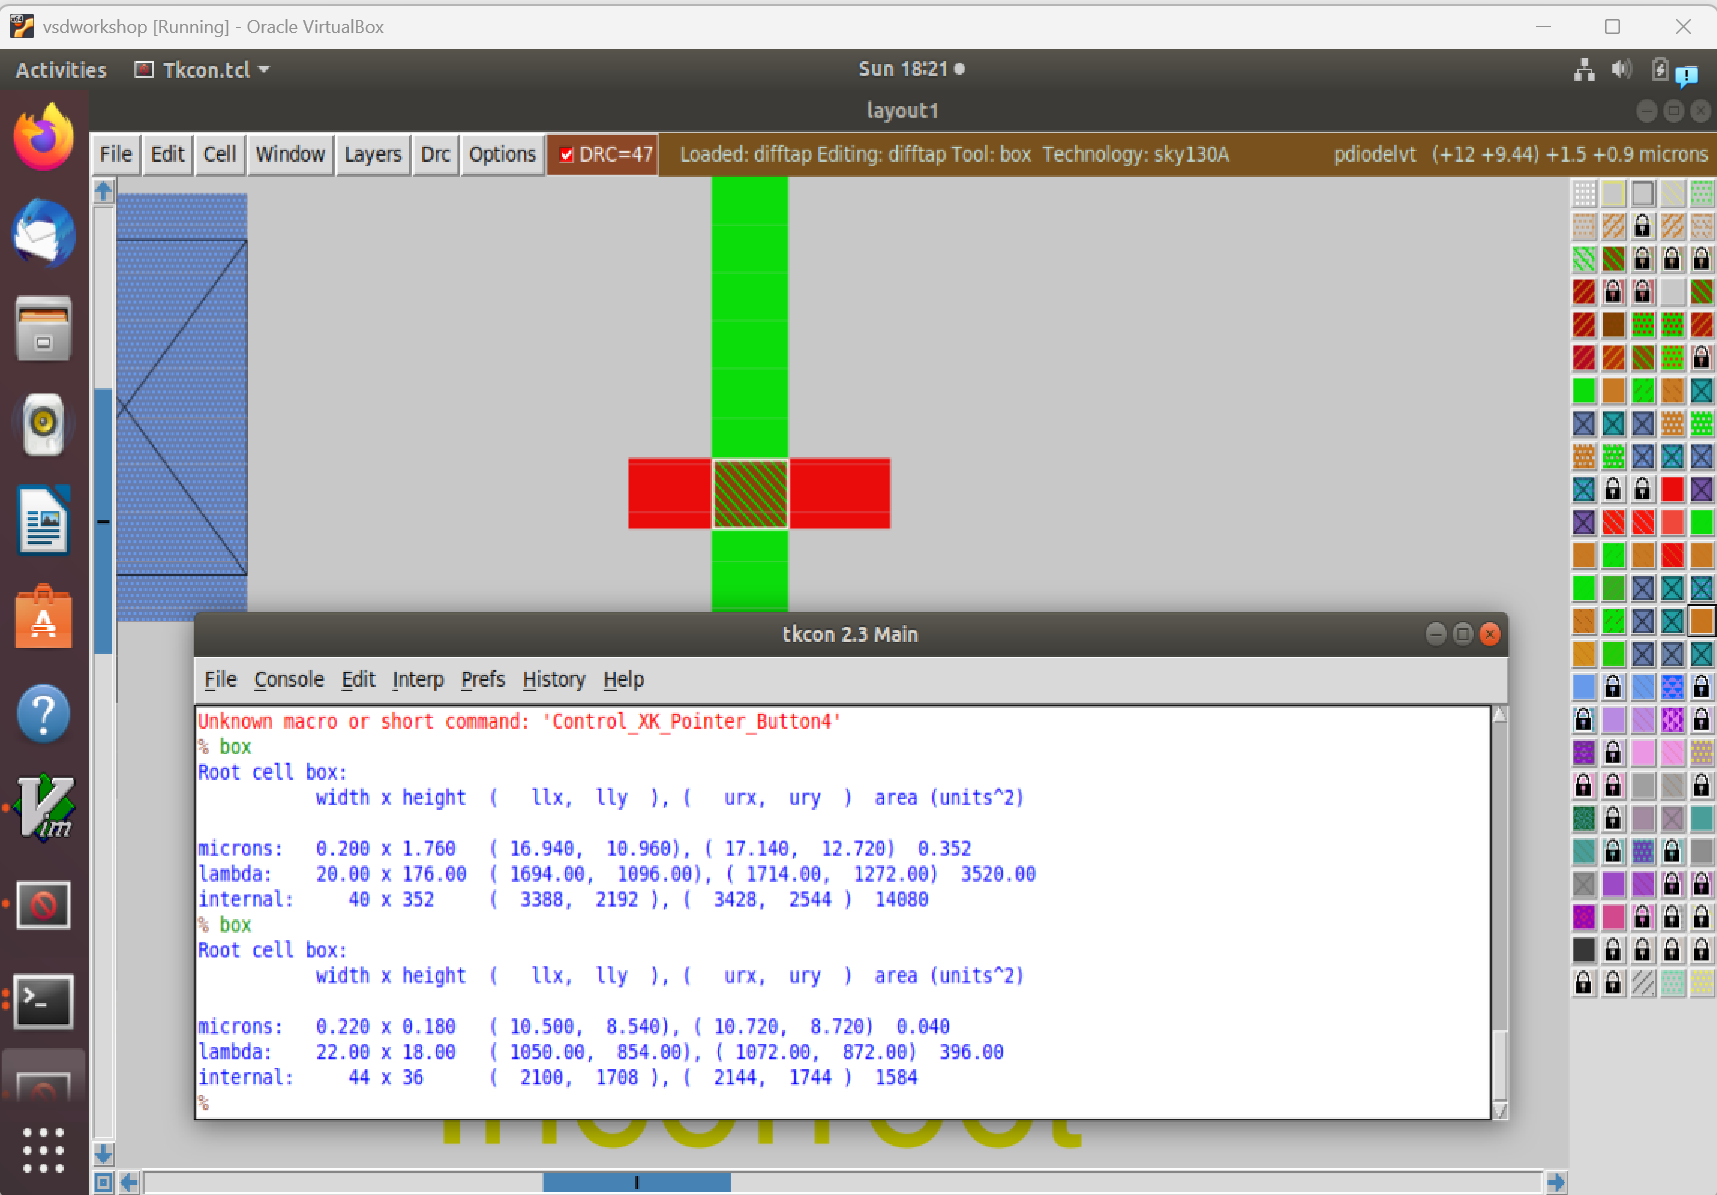 vsdworkshop [Running] - Oracle VirtualBox
Activities Tkcon.tcl Sun 18:21
layout1
File Edit Cell Window Layers Drc Options DRC=47 Loaded: difftap Editing: difftap Tool: box Technology: sky130A pdiodelvt (+12 +9.44) +1.5 +0.9 microns
tkcon 2.3 Main
File Console Edit Interp Prefs History Help
Unknown macro or short command: 'Control_XK_Pointer_Button4'
% box
Root cell box:
width x height ( llx, lly ), ( urx, ury ) area (units^2)
microns: 0.200 x 1.760 ( 16.940, 10.960), ( 17.140, 12.720) 0.352
lambda: 20.00 x 176.00 ( 1694.00, 1096.00), ( 1714.00, 1272.00) 3520.00
internal: 40 x 352 ( 3388, 2192 ), ( 3428, 2544 ) 14080
% box
Root cell box:
width x height ( llx, lly ), ( urx, ury ) area (units^2)
microns: 0.220 x 0.180 ( 10.500, 8.540), ( 10.720, 8.720) 0.040
lambda: 22.00 x 18.00 ( 1050.00, 854.00), ( 1072.00, 872.00) 396.00
internal: 44 x 36 ( 2100, 1708 ), ( 2144, 1744 ) 1584
%